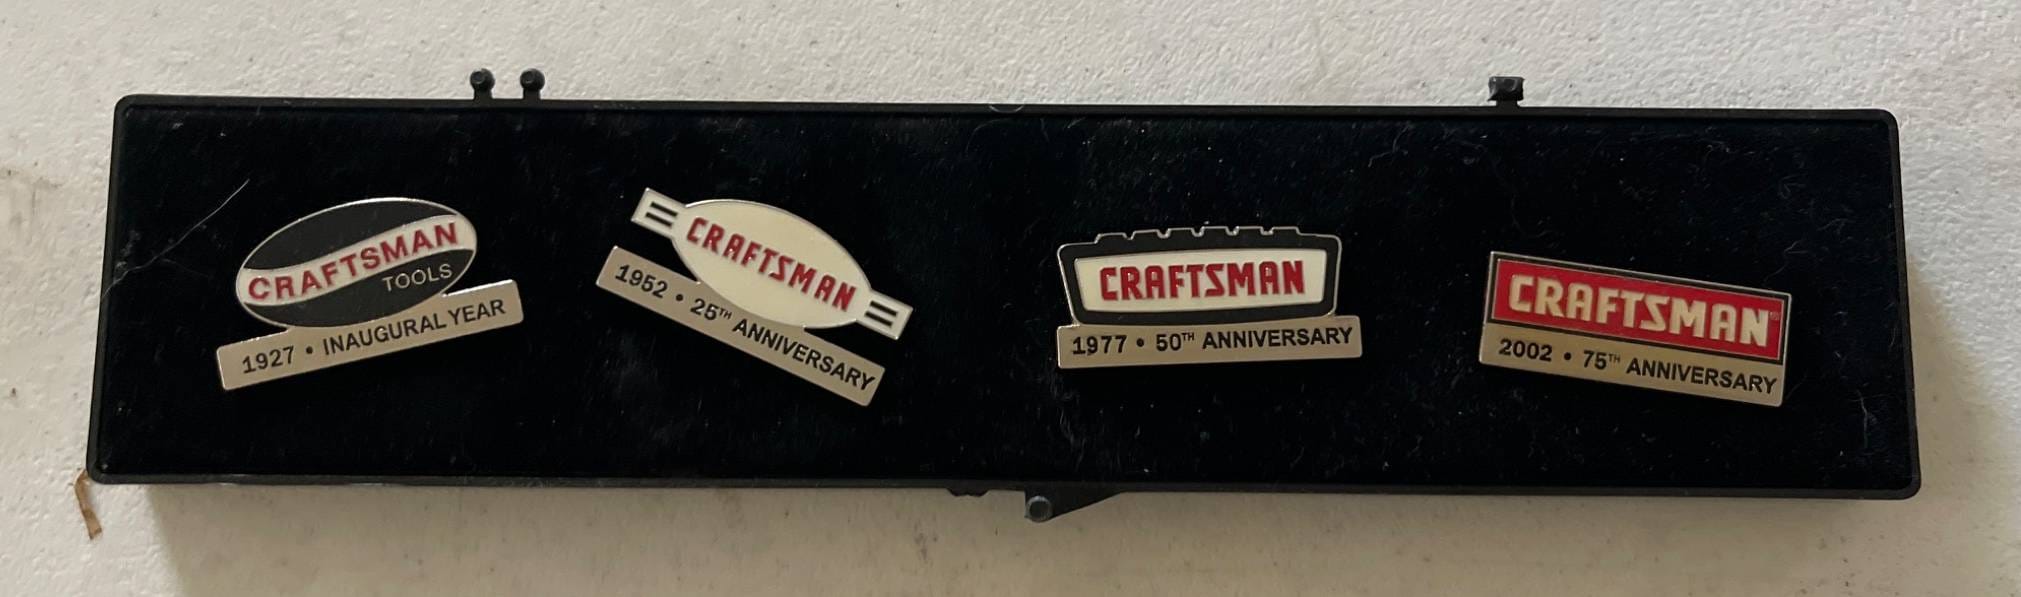 CRAFTSMAN
TOOLS
1927 • INAUGURAL YEAR
CRAFTSMAN
1952 • 25TH ANNIVERSARY
CRAFTSMAN
1977 • 50TH ANNIVERSARY
CRAFTSMAN®
2002 • 75TH ANNIVERSARY